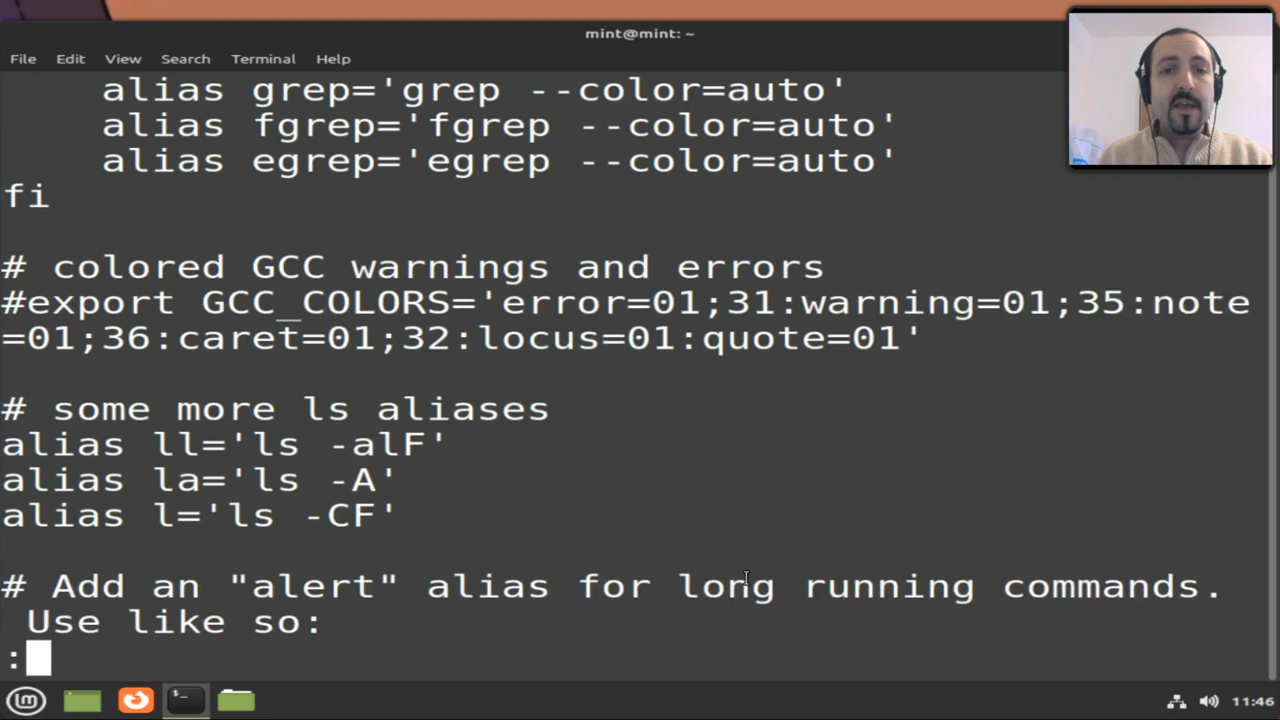 mint@mint: ~
File Edit View Search Terminal Help
alias grep='grep --color=auto'
alias fgrep='fgrep --color=auto'
alias egrep='egrep --color=auto'
fi
# colored GCC warnings and errors
#export GCC_COLORS='error=01;31:warning=01;35:note
=01;36:caret=01;32:locus=01:quote=01'
# some more ls aliases
alias ll='ls -alF'
alias la='ls -A'
alias l='ls -CF'
# Add an "alert" alias for long running commands.
Use like so:
:
11:46